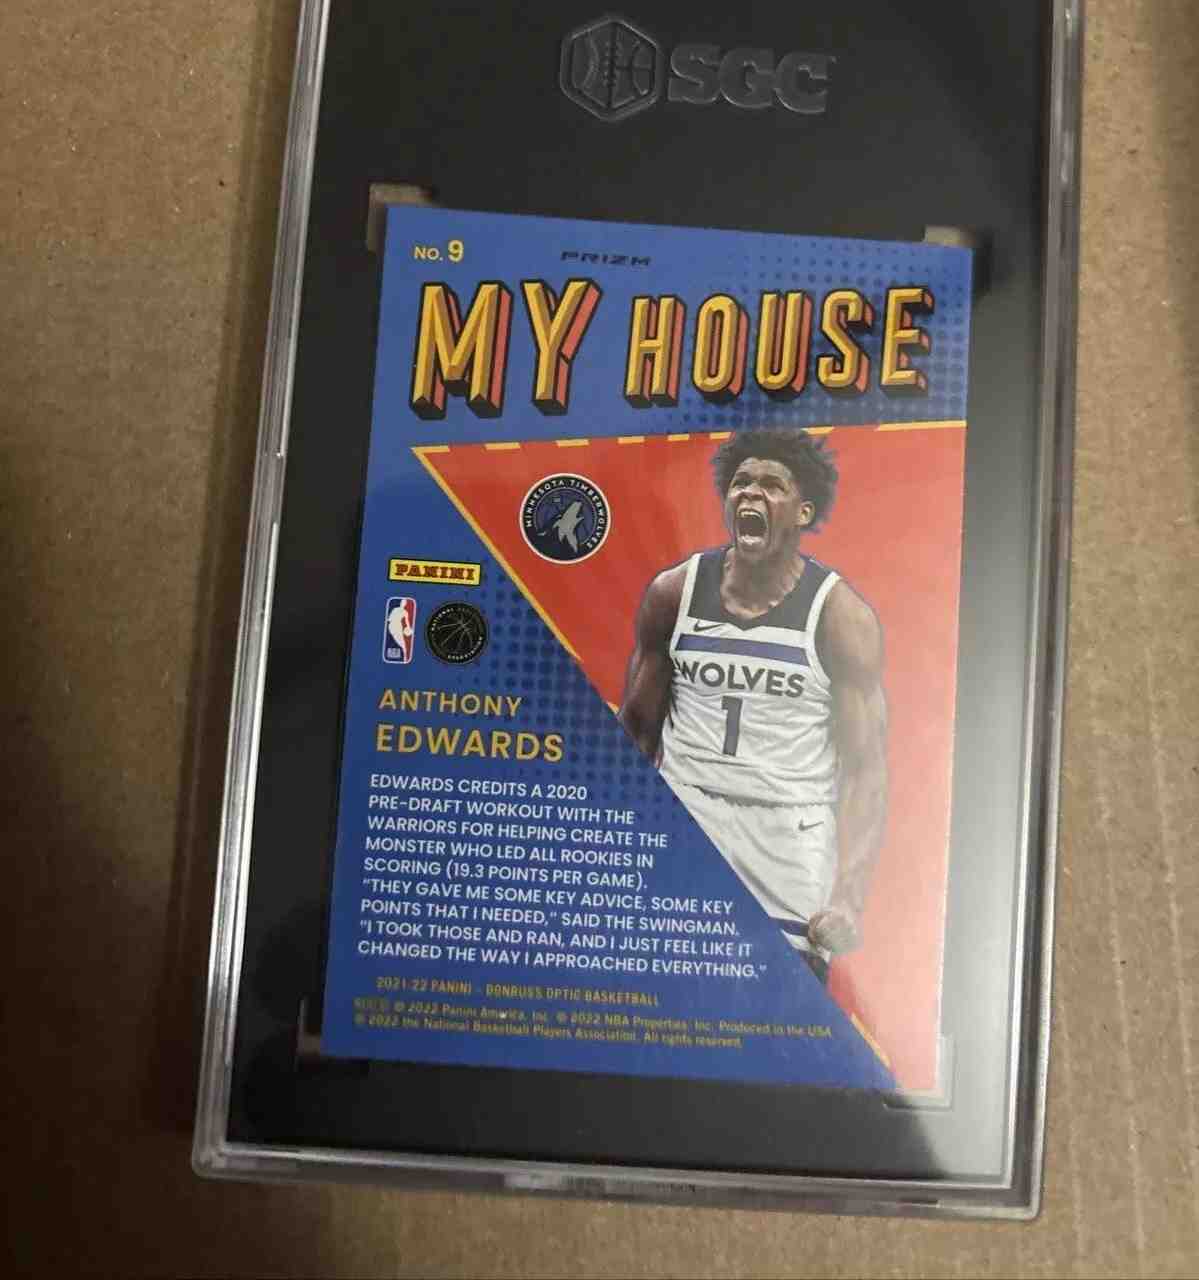 SGC
NO. 9
PRIZM
MY HOUSE
MINNESOTA TIMBERWOLVES
PANINI
NBA
WOLVES
1
ANTHONY
EDWARDS
EDWARDS CREDITS A 2020
PRE-DRAFT WORKOUT WITH THE
WARRIORS FOR HELPING CREATE THE
MONSTER WHO LED ALL ROOKIES IN
SCORING (19.3 POINTS PER GAME).
"THEY GAVE ME SOME KEY ADVICE, SOME KEY
POINTS THAT I NEEDED," SAID THE SWINGMAN.
"I TOOK THOSE AND RAN, AND I JUST FEEL LIKE IT
CHANGED THE WAY I APPROACHED EVERYTHING."
2021-22 PANINI - DONRUSS OPTIC BASKETBALL
© 2022 Panini America, Inc. © 2022 NBA Properties, Inc. Produced in the USA
© 2022 the National Basketball Players Association. All rights reserved.